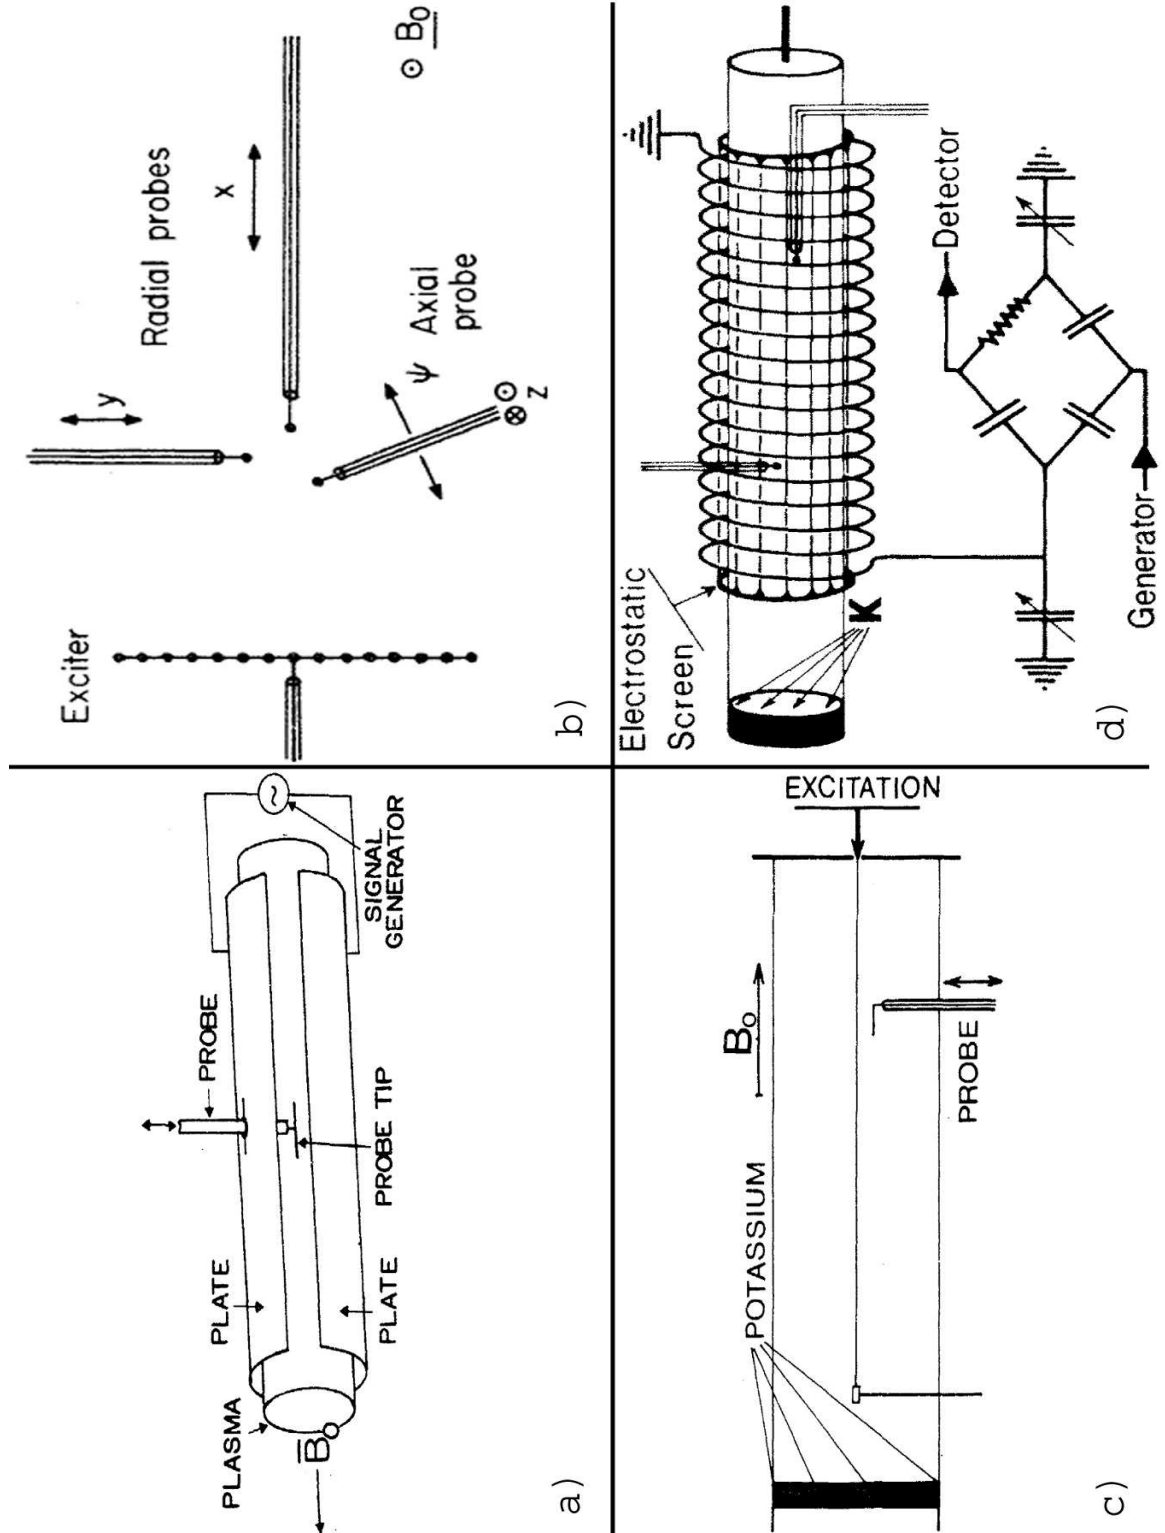 a)
PLASMA
B̅₀
PLATE
PLATE
PROBE
PROBE TIP
SIGNAL
GENERATOR
b)
Exciter
y
Radial probes
x
ψ
Axial
probe
z
B₀
c)
POTASSIUM
B₀
PROBE
EXCITATION
d)
Electrostatic
Screen
K
Generator
Detector